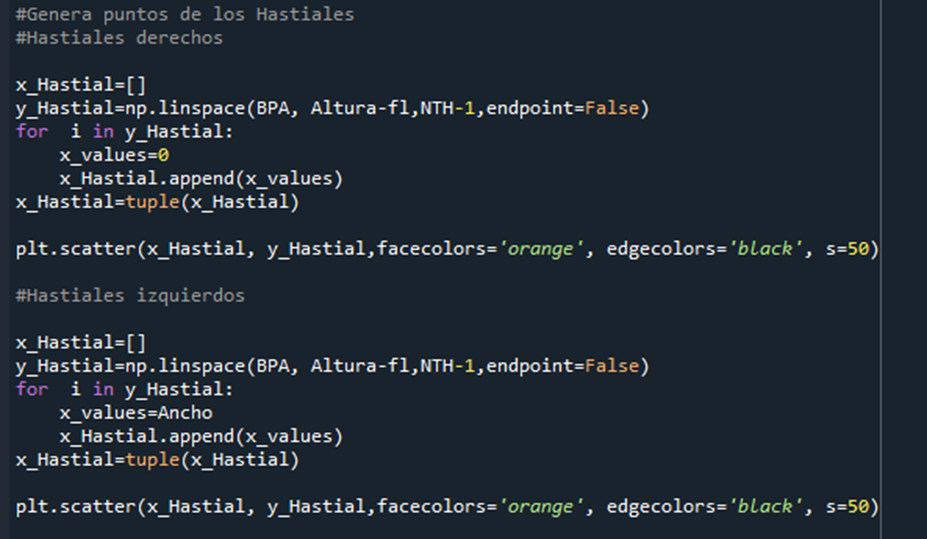 #Genera puntos de los Hastiales
#Hastiales derechos
x_Hastial=[]
y_Hastial=np.linspace(BPA, Altura-fl,NTH-1,endpoint=False)
for  i in y_Hastial:
    x_values=0
    x_Hastial.append(x_values)
x_Hastial=tuple(x_Hastial)
plt.scatter(x_Hastial, y_Hastial,facecolors='orange', edgecolors='black', s=50)
#Hastiales izquierdos
x_Hastial=[]
y_Hastial=np.linspace(BPA, Altura-fl,NTH-1,endpoint=False)
for  i in y_Hastial:
    x_values=Ancho
    x_Hastial.append(x_values)
x_Hastial=tuple(x_Hastial)
plt.scatter(x_Hastial, y_Hastial,facecolors='orange', edgecolors='black', s=50)